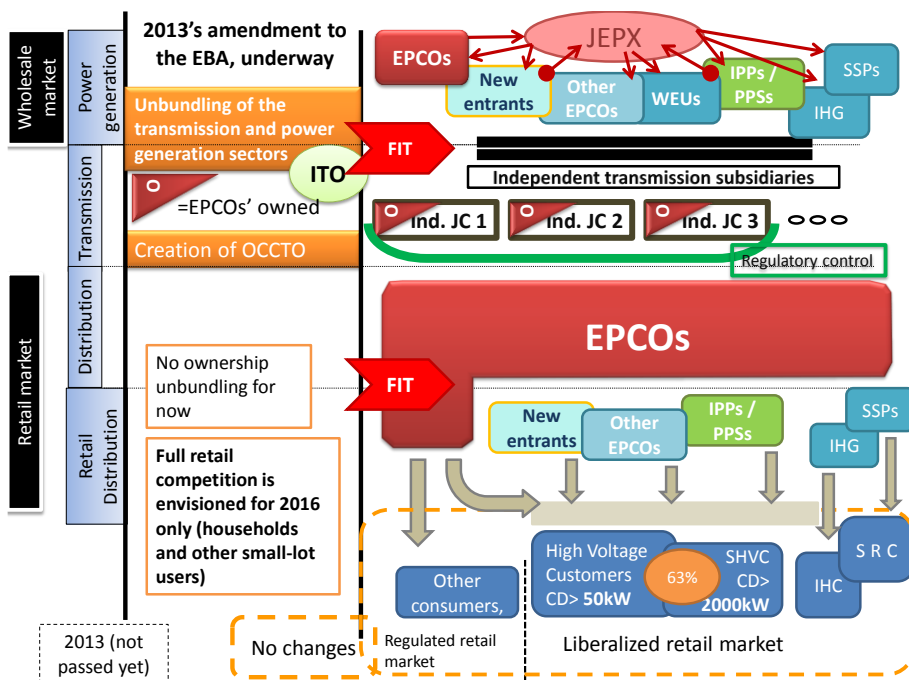 2013's amendment to
the EBA, underway
Wholesale
market
Power
generation
Unbundling of the
transmission and power
generation sectors
EPCOs
JEPX
New
entrants
Other
EPCOs
WEUs
IPPs /
PPSs
SSPs
IHG
FIT
ITO
Independent transmission subsidiaries
Transmission
O
=EPCOs' owned
O
Ind. JC 1
O
Ind. JC 2
O
Ind. JC 3
Creation of OCCTO
Regulatory control
Retail market
Distribution
EPCOs
No ownership
unbundling for
now
FIT
Retail
Distribution
New
entrants
Other
EPCOs
IPPs /
PPSs
SSPs
IHG
Full retail
competition is
envisioned for 2016
only (households
and other small-lot
users)
Other
consumers,
High Voltage
Customers
CD> 50kW
63%
SHVC
CD>
2000kW
IHC
S R C
2013 (not
passed yet)
No changes
Regulated retail
market
Liberalized retail market